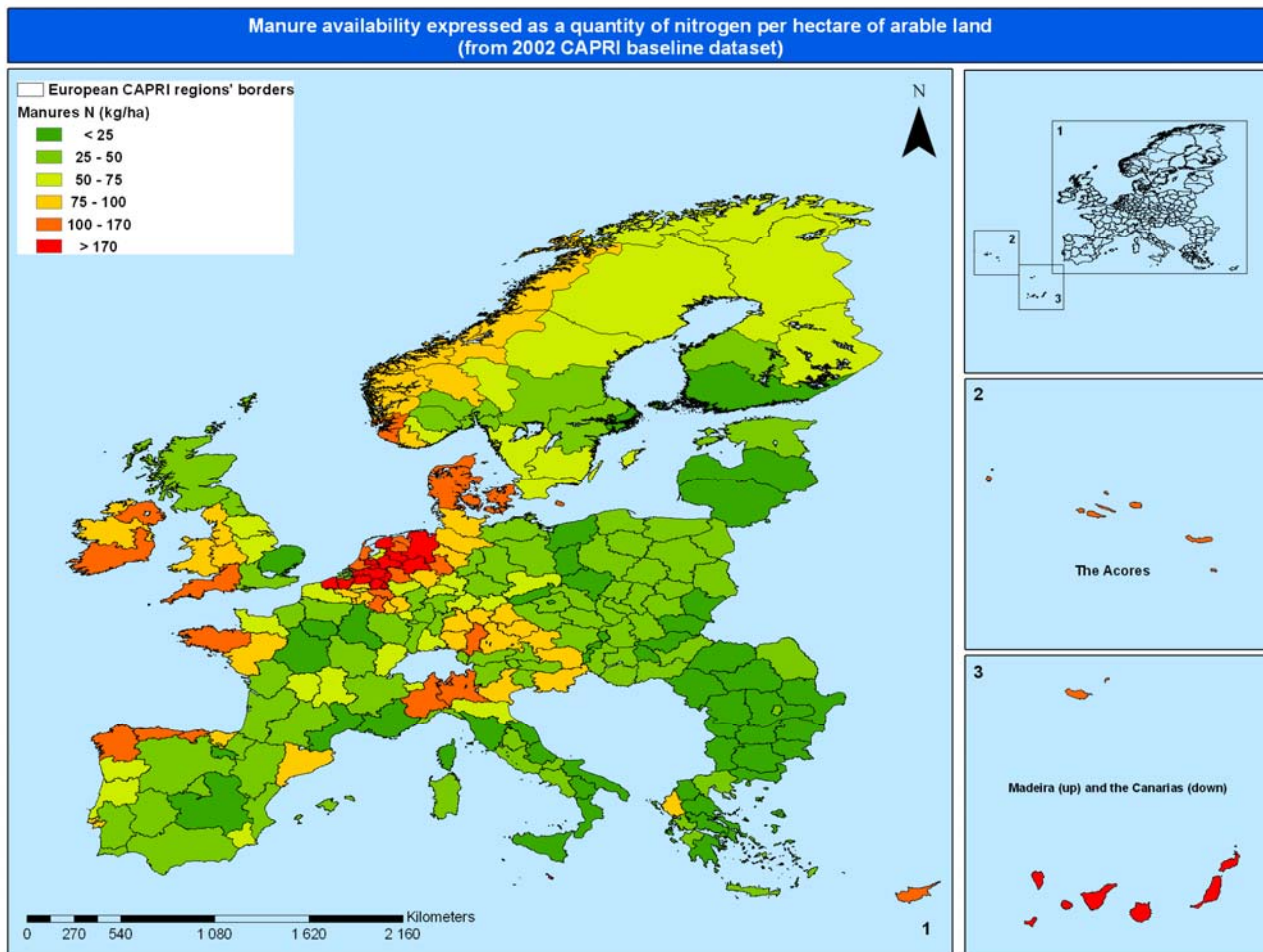 Manure availability expressed as a quantity of nitrogen per hectare of arable land
(from 2002 CAPRI baseline dataset)
European CAPRI regions' borders
Manures N (kg/ha)
< 25
25 - 50
50 - 75
75 - 100
100 - 170
> 170
N
Kilometers
0 270 540 1 080 1 620 2 160
1
1
2
3
2
The Acores
3
Madeira (up) and the Canarias (down)